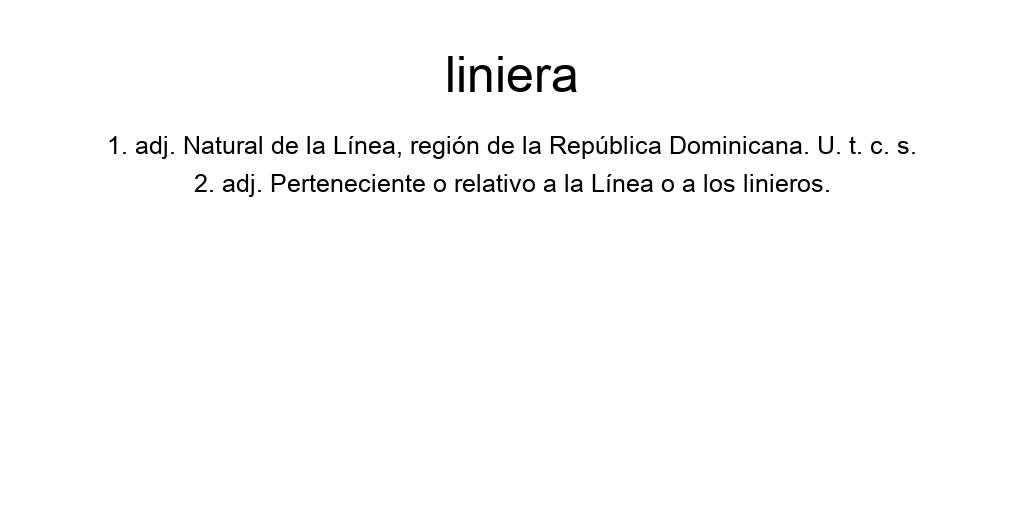 liniera
1. adj. Natural de la Línea, región de la República Dominicana. U. t. c. s.
2. adj. Perteneciente o relativo a la Línea o a los linieros.